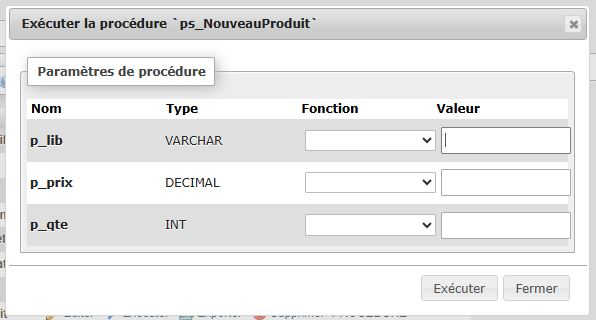 Exécuter la procédure `ps_NouveauProduit`
Paramètres de procédure
Nom Type Fonction Valeur
p_lib VARCHAR
p_prix DECIMAL
p_qte INT
Exécuter Fermer